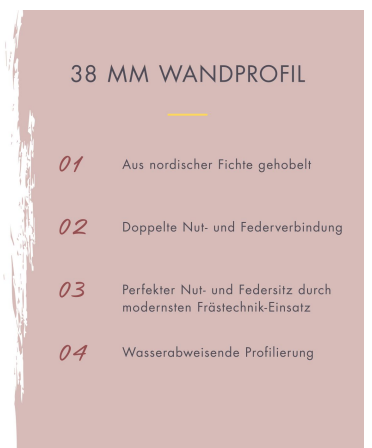 38 MM WANDPROFIL
01 Aus nordischer Fichte gehobelt
02 Doppelte Nut- und Federverbindung
03 Perfekter Nut- und Federsitz durch
modernsten Frästechnik-Einsatz
04 Wasserabweisende Profilierung